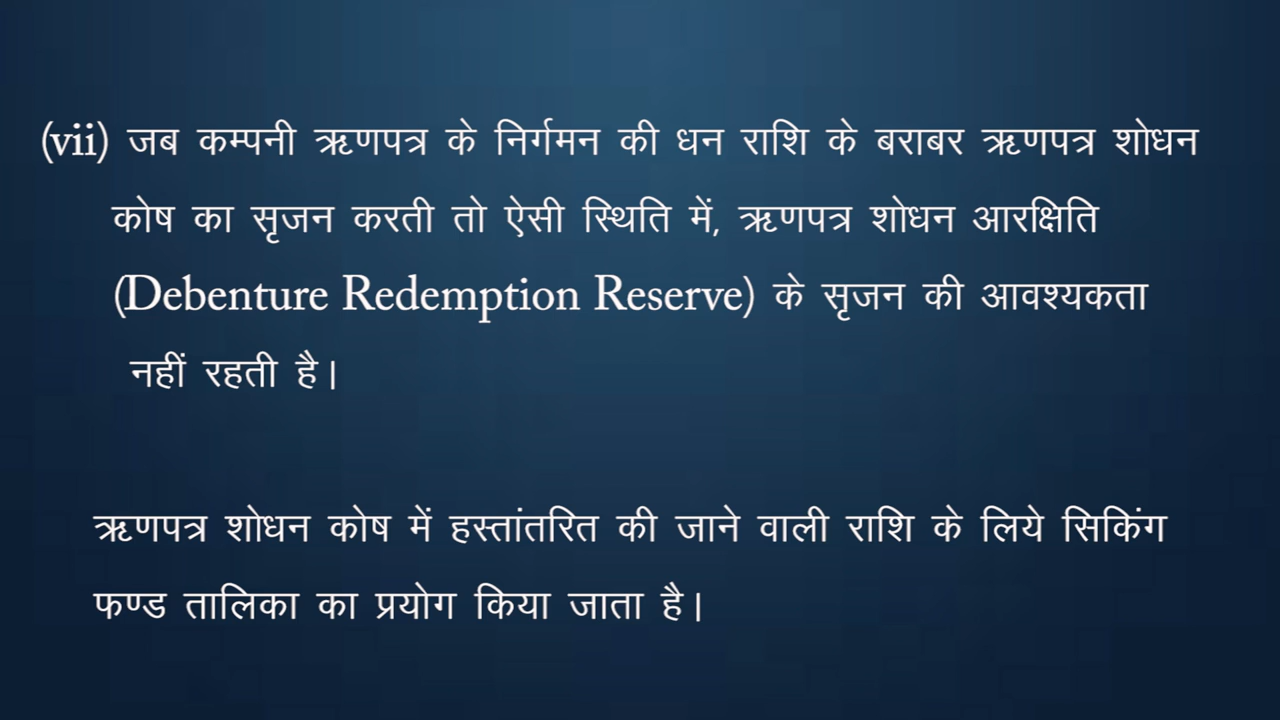 (vii) जब कम्पनी ऋणपत्र के निर्गमन की धन राशि के बराबर ऋणपत्र शोधन
कोष का सृजन करती तो ऐसी स्थिति में, ऋणपत्र शोधन आरक्षिति
(Debenture Redemption Reserve) के सृजन की आवश्यकता
नहीं रहती है।
ऋणपत्र शोधन कोष में हस्तांतरित की जाने वाली राशि के लिये सिकिंग
फण्ड तालिका का प्रयोग किया जाता है।